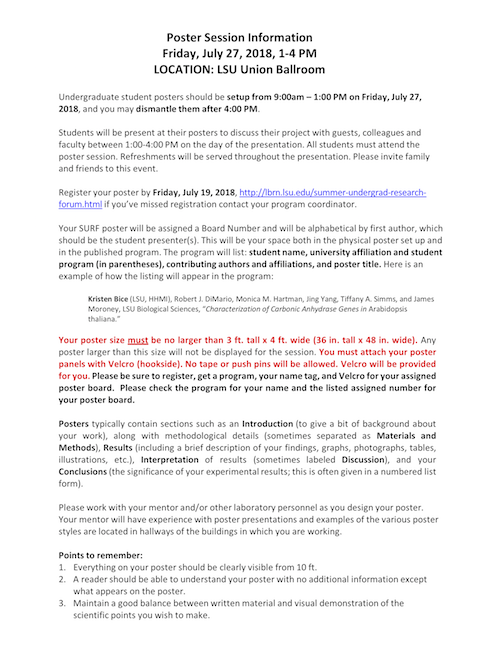 Poster Session Information
Friday, July 27, 2018, 1-4 PM
LOCATION: LSU Union Ballroom
Undergraduate student posters should be setup from 9:00am – 1:00 PM on Friday, July 27,
2018, and you may dismantle them after 4:00 PM.
Students will be present at their posters to discuss their project with guests, colleagues and
faculty between 1:00-4:00 PM on the day of the presentation. All students must attend the
poster session. Refreshments will be served throughout the presentation. Please invite family
and friends to this event.
Register your poster by Friday, July 19, 2018, http://lbrn.lsu.edu/summer-undergrad-research-
forum.html if you've missed registration contact your program coordinator.
Your SURF poster will be assigned a Board Number and will be alphabetical by first author, which
should be the student presenter(s). This will be your space both in the physical poster set up and
in the published program. The program will list: student name, university affiliation and student
program (in parentheses), contributing authors and affiliations, and poster title. Here is an
example of how the listing will appear in the program:
Kristen Bice (LSU, HHMI), Robert J. DiMario, Monica M. Hartman, Jing Yang, Tiffany A. Simms, and James
Moroney, LSU Biological Sciences, "Characterization of Carbonic Anhydrase Genes in Arabidopsis
thaliana."
Your poster size must be no larger than 3 ft. tall x 4 ft. wide (36 in. tall x 48 in. wide). Any
poster larger than this size will not be displayed for the session. You must attach your poster
panels with Velcro (hookside). No tape or push pins will be allowed. Velcro will be provided
for you. Please be sure to register, get a program, your name tag, and Velcro for your assigned
poster board. Please check the program for your name and the listed assigned number for
your poster board.
Posters typically contain sections such as an Introduction (to give a bit of background about
your work), along with methodological details (sometimes separated as Materials and
Methods), Results (including a brief description of your findings, graphs, photographs, tables,
illustrations, etc.), Interpretation of results (sometimes labeled Discussion), and your
Conclusions (the significance of your experimental results; this is often given in a numbered list
form).
Please work with your mentor and/or other laboratory personnel as you design your poster.
Your mentor will have experience with poster presentations and examples of the various poster
styles are located in hallways of the buildings in which you are working.
Points to remember:
1. Everything on your poster should be clearly visible from 10 ft.
2. A reader should be able to understand your poster with no additional information except
what appears on the poster.
3. Maintain a good balance between written material and visual demonstration of the
scientific points you wish to make.